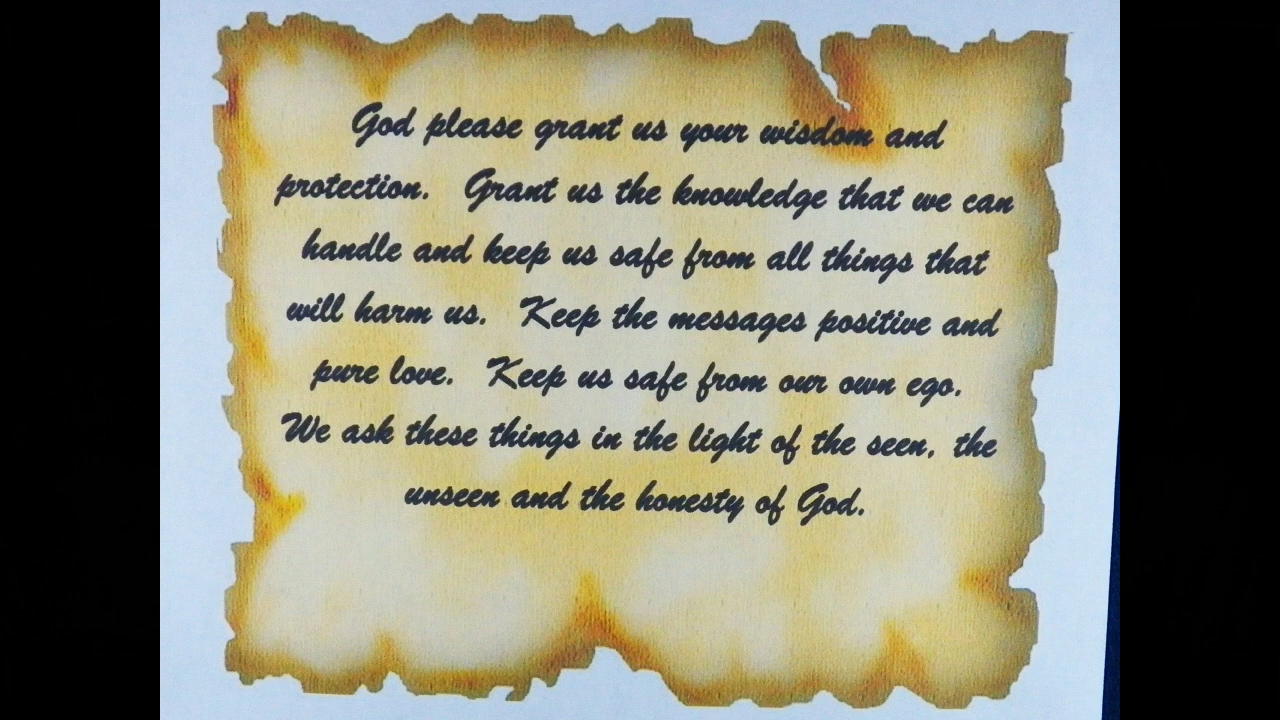 God please grant us your wisdom and
protection. Grant us the knowledge that we can
handle and keep us safe from all things that
will harm us. Keep the messages positive and
pure love. Keep us safe from our own ego.
We ask these things in the light of the seen, the
unseen and the honesty of God.